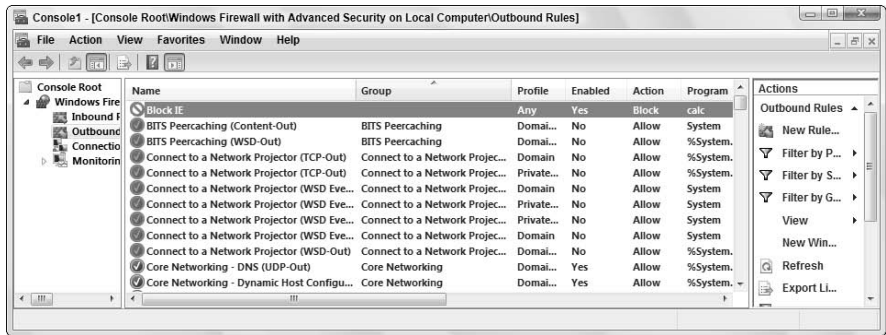 Console1 - [Console Root\Windows Firewall with Advanced Security on Local Computer\Outbound Rules]
File Action View Favorites Window Help
Console Root
Windows Fire
Inbound F
Outbound
Connectio
Monitorin
Name Group Profile Enabled Action Program
Block IE Any Yes Block calc
BITS Peercaching (Content-Out) BITS Peercaching Domai... No Allow System
BITS Peercaching (WSD-Out) BITS Peercaching Domai... No Allow %System.
Connect to a Network Projector (TCP-Out) Connect to a Network Projec... Domain No Allow %System.
Connect to a Network Projector (TCP-Out) Connect to a Network Projec... Private... No Allow %System.
Connect to a Network Projector (WSD Eve... Connect to a Network Projec... Domain No Allow System
Connect to a Network Projector (WSD Eve... Connect to a Network Projec... Private... No Allow System
Connect to a Network Projector (WSD Eve... Connect to a Network Projec... Private... No Allow System
Connect to a Network Projector (WSD Eve... Connect to a Network Projec... Domain No Allow System
Connect to a Network Projector (WSD-Out) Connect to a Network Projec... Domai... No Allow %System.
Core Networking - DNS (UDP-Out) Core Networking Domai... Yes Allow %System.
Core Networking - Dynamic Host Configu... Core Networking Domai... Yes Allow %System.
Actions
Outbound Rules
New Rule...
Filter by P...
Filter by S...
Filter by G...
View
New Win...
Refresh
Export Li...